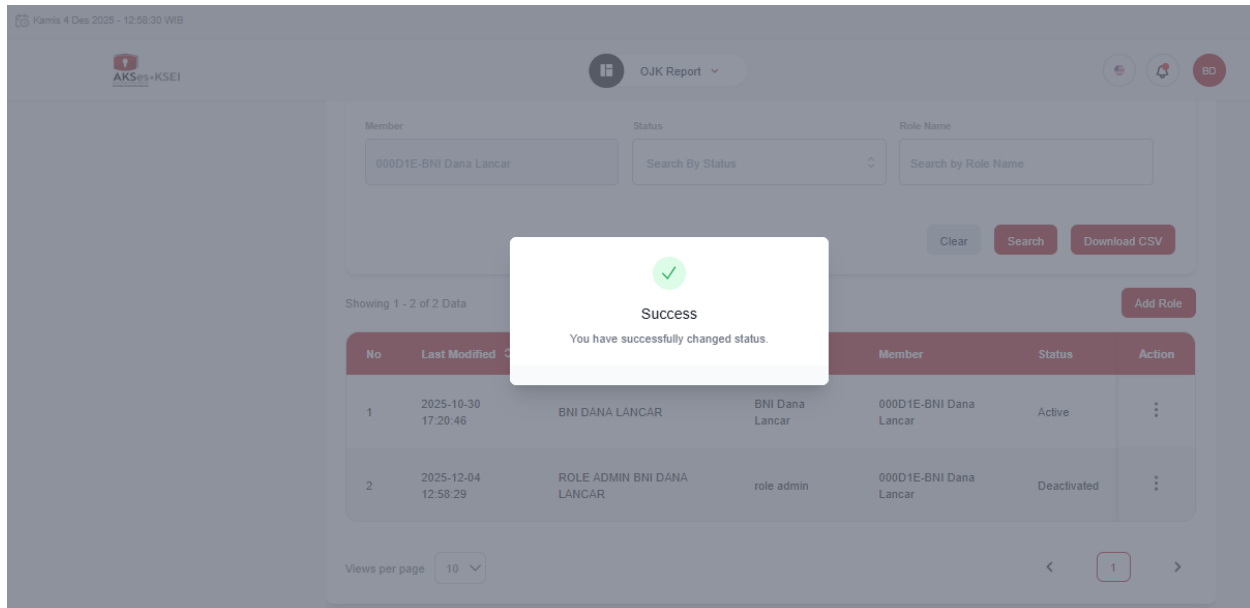 Kamis 4 Des 2025 - 12:58:30 WIB
AKSes•KSEI
OJK Report
BD
Member
Status
Role Name
000D1E-BNI Dana Lancar
Search By Status
Search by Role Name
Clear
Search
Download CSV
Success
You have successfully changed status.
Showing 1 - 2 of 2 Data
Add Role
No
Last Modified
Member
Status
Action
1
2025-10-30
17:20:46
BNI DANA LANCAR
BNI Dana
Lancar
000D1E-BNI Dana
Lancar
Active
2
2025-12-04
12:58:29
ROLE ADMIN BNI DANA
LANCAR
role admin
000D1E-BNI Dana
Lancar
Deactivated
Views per page
10
1